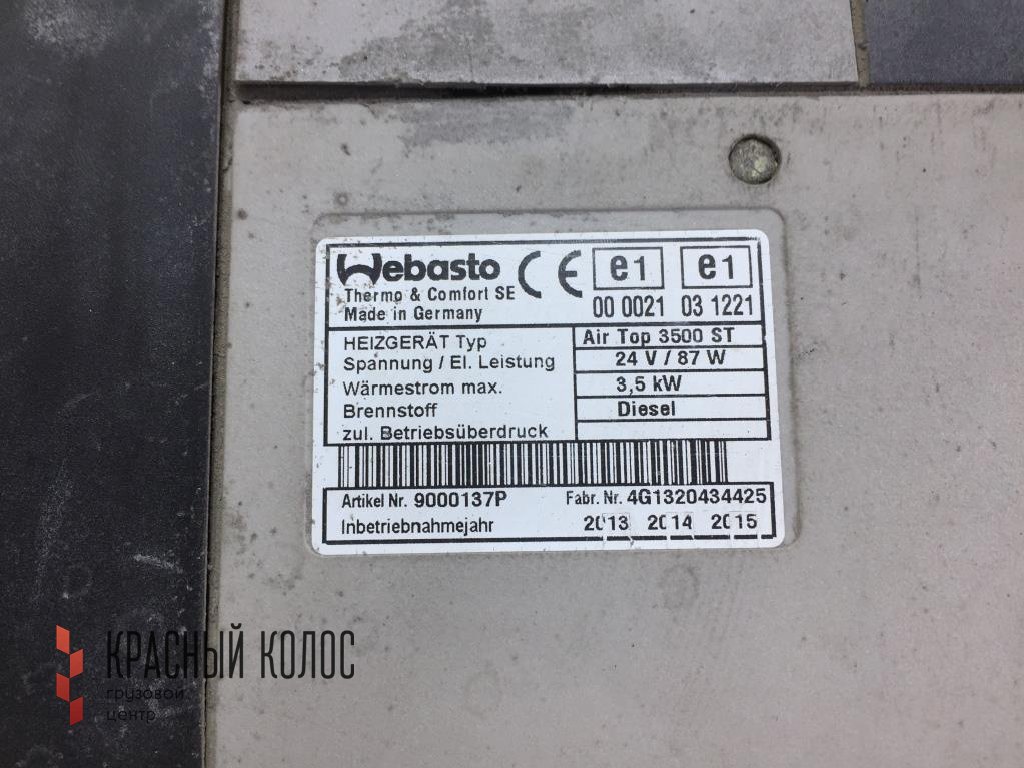 Webasto
Thermo & Comfort SE
Made in Germany
CE
e1
00 0021
e1
03 1221
HEIZGERÄT Typ Air Top 3500 ST
Spannung / El. Leistung 24 V / 87 W
Wärmestrom max. 3,5 kW
Brennstoff Diesel
zul. Betriebsüberdruck
Artikel Nr. 9000137P Fabr. Nr. 4G1320434425
Inbetriebnahmejahr 2013 2014 2015
КРАСНЫЙ КОЛОС
грузовой
центр